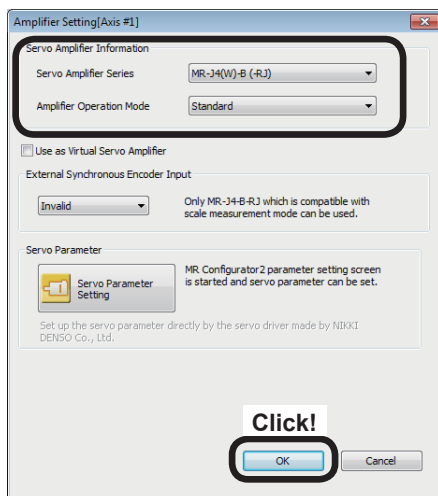 Amplifier Setting[Axis #1]
Servo Amplifier Information
Servo Amplifier Series
MR-J4(W)-B (-RJ)
Amplifier Operation Mode
Standard
Use as Virtual Servo Amplifier
External Synchronous Encoder Input
Invalid
Only MR-J4-B-RJ which is compatible with
scale measurement mode can be used.
Servo Parameter
Servo Parameter
Setting
MR Configurator2 parameter setting screen
is started and servo parameter can be set.
Set up the servo parameter directly by the servo driver made by NIKKI
DENSO Co., Ltd.
Click!
OK
Cancel